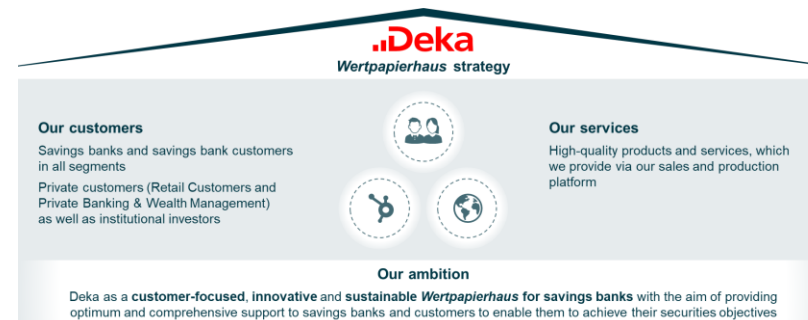 Deka
Wertpapierhaus strategy
Our customers
Savings banks and savings bank customers
in all segments
Private customers (Retail Customers and
Private Banking & Wealth Management)
as well as institutional investors
Our services
High-quality products and services, which
we provide via our sales and production
platform
Our ambition
Deka as a customer-focused, innovative and sustainable Wertpapierhaus for savings banks with the aim of providing
optimum and comprehensive support to savings banks and customers to enable them to achieve their securities objectives